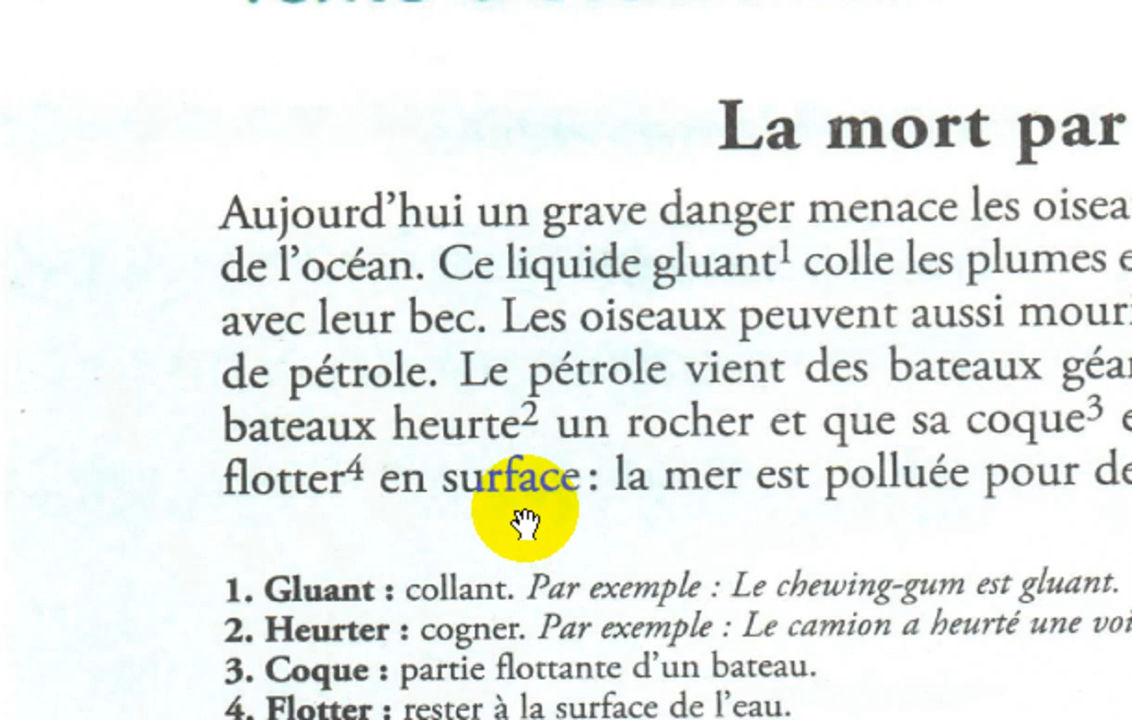 La mort par
Aujourd'hui un grave danger menace les oisea
de l'océan. Ce liquide gluant¹ colle les plumes e
avec leur bec. Les oiseaux peuvent aussi mouri
de pétrole. Le pétrole vient des bateaux géan
bateaux heurte² un rocher et que sa coque³ e
flotter⁴ en surface : la mer est polluée pour de
1. Gluant : collant. Par exemple : Le chewing-gum est gluant.
2. Heurter : cogner. Par exemple : Le camion a heurté une voi
3. Coque : partie flottante d'un bateau.
4. Flotter : rester à la surface de l'eau.